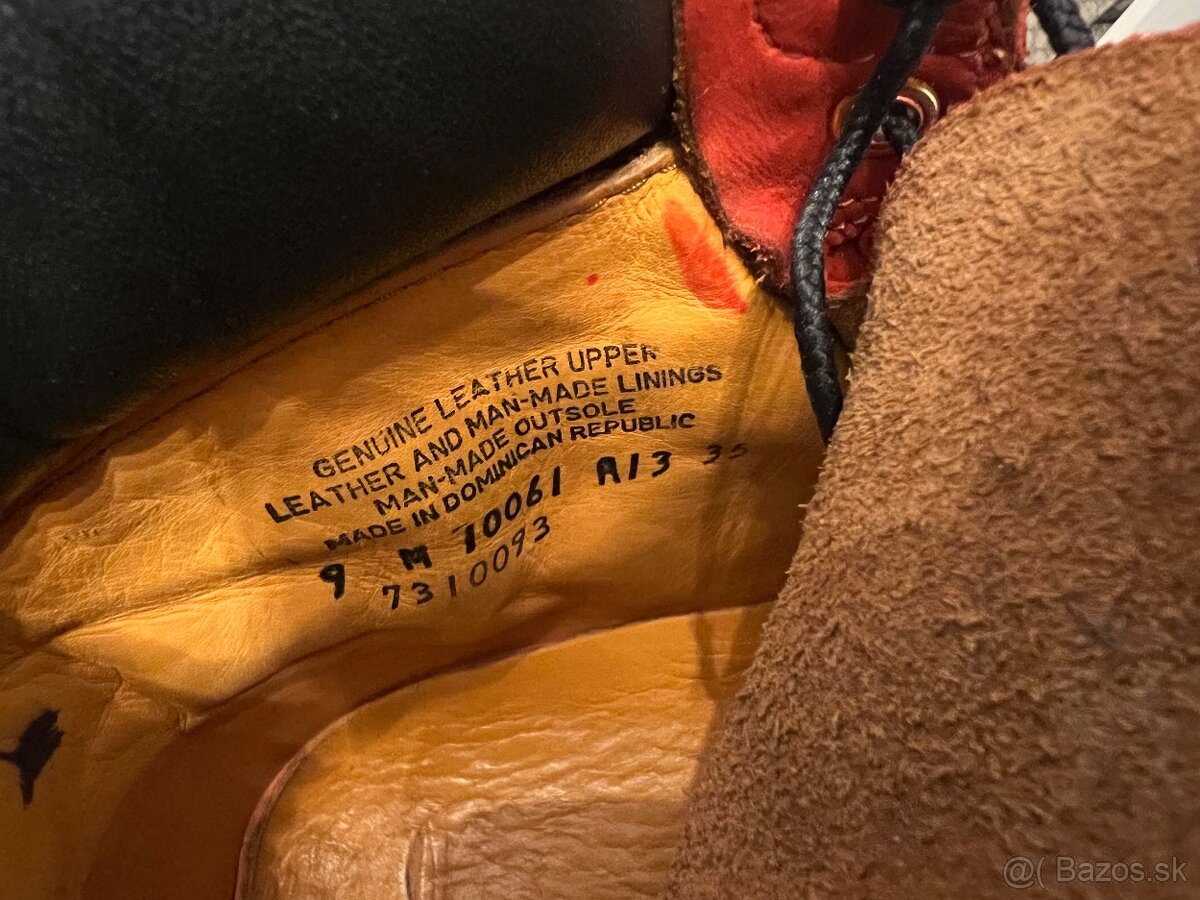 GENUINE LEATHER UPPER
LEATHER AND MAN-MADE LININGS
MAN-MADE OUTSOLE
MADE IN DOMINICAN REPUBLIC
9 M 10061 A13 35
7310093
@( Bazos.sk